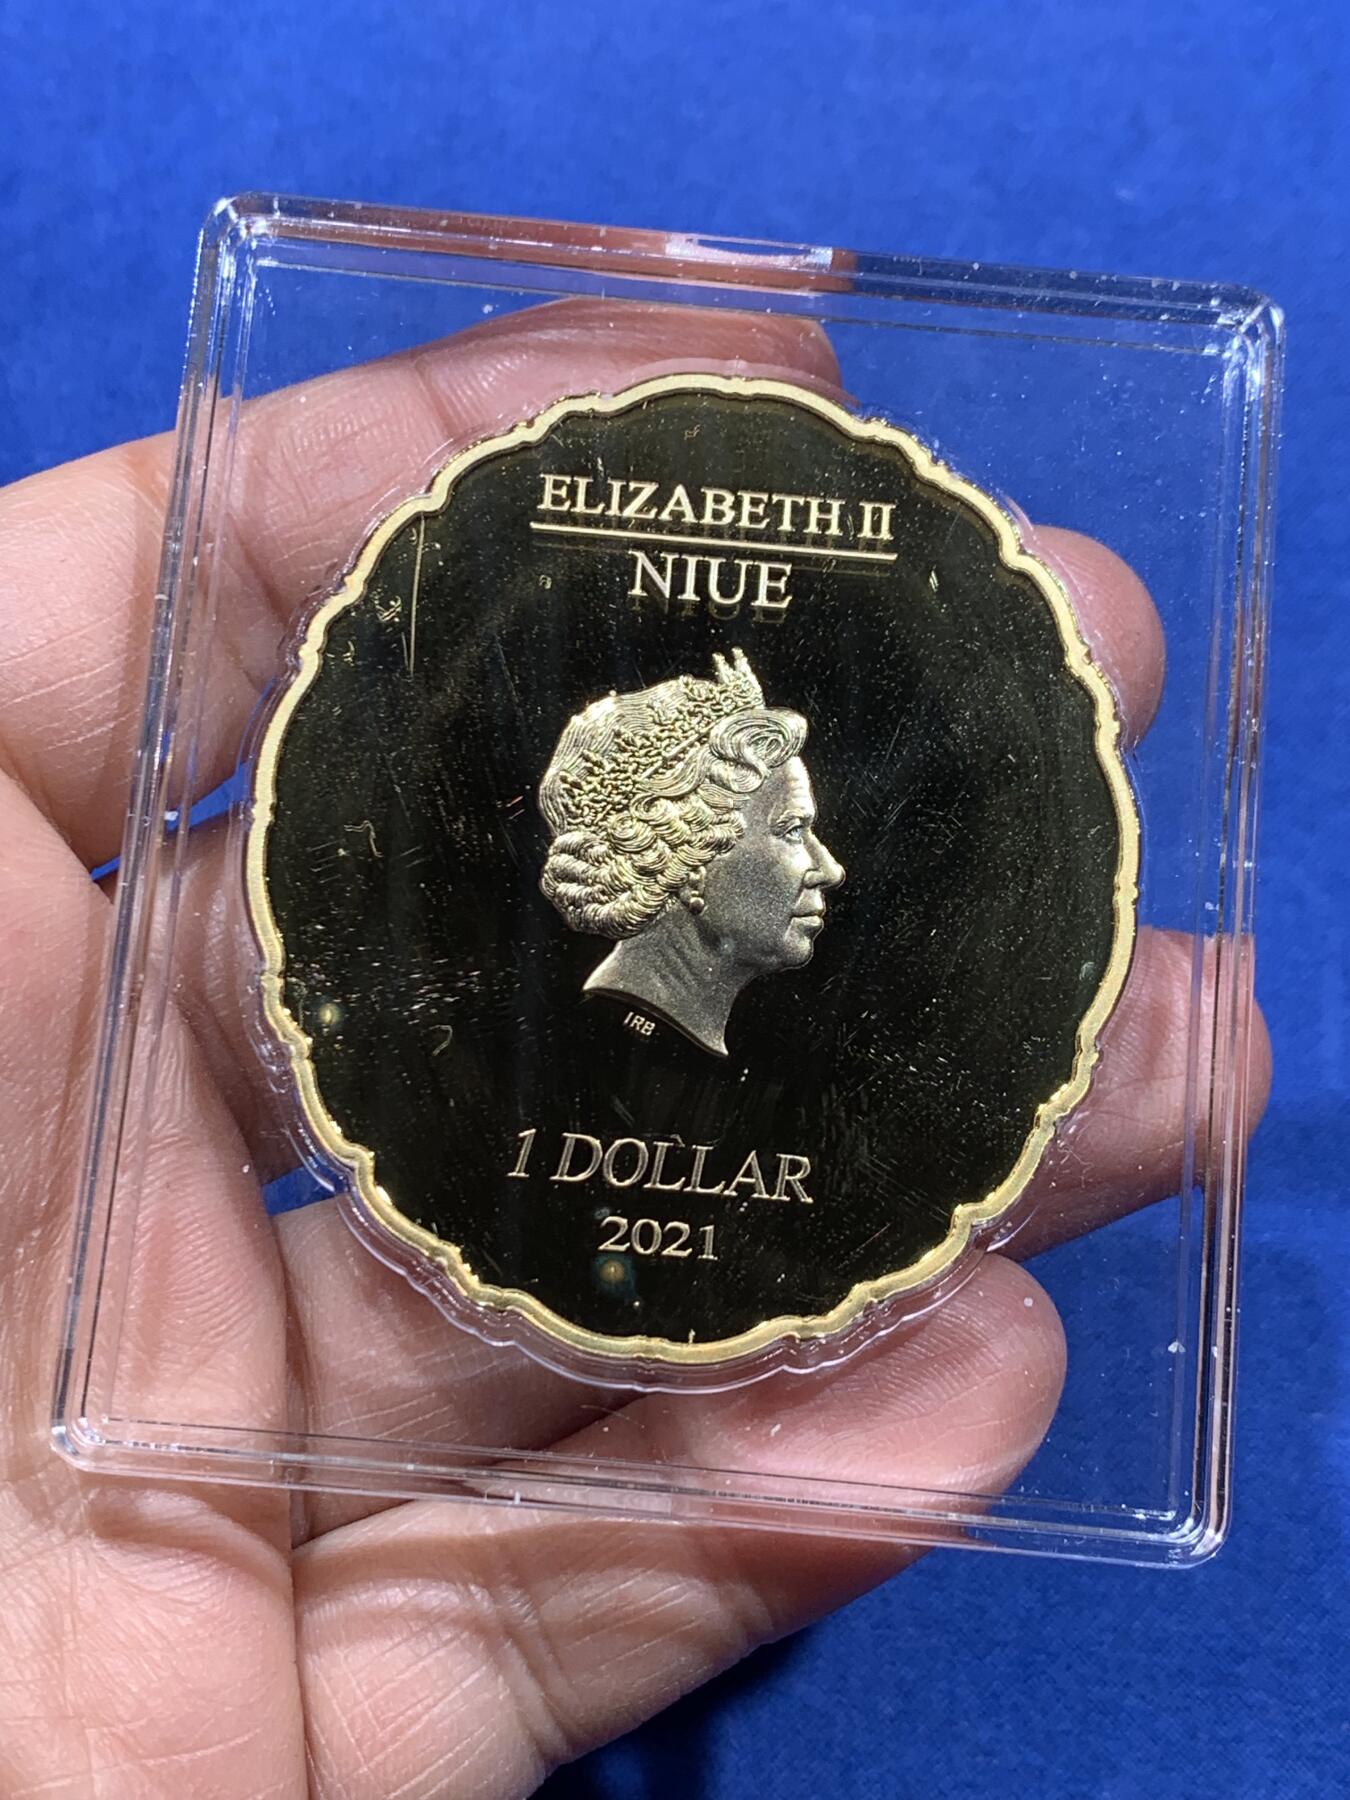 ELIZABETH II
NIUE
IRB
1 DOLLAR
2021